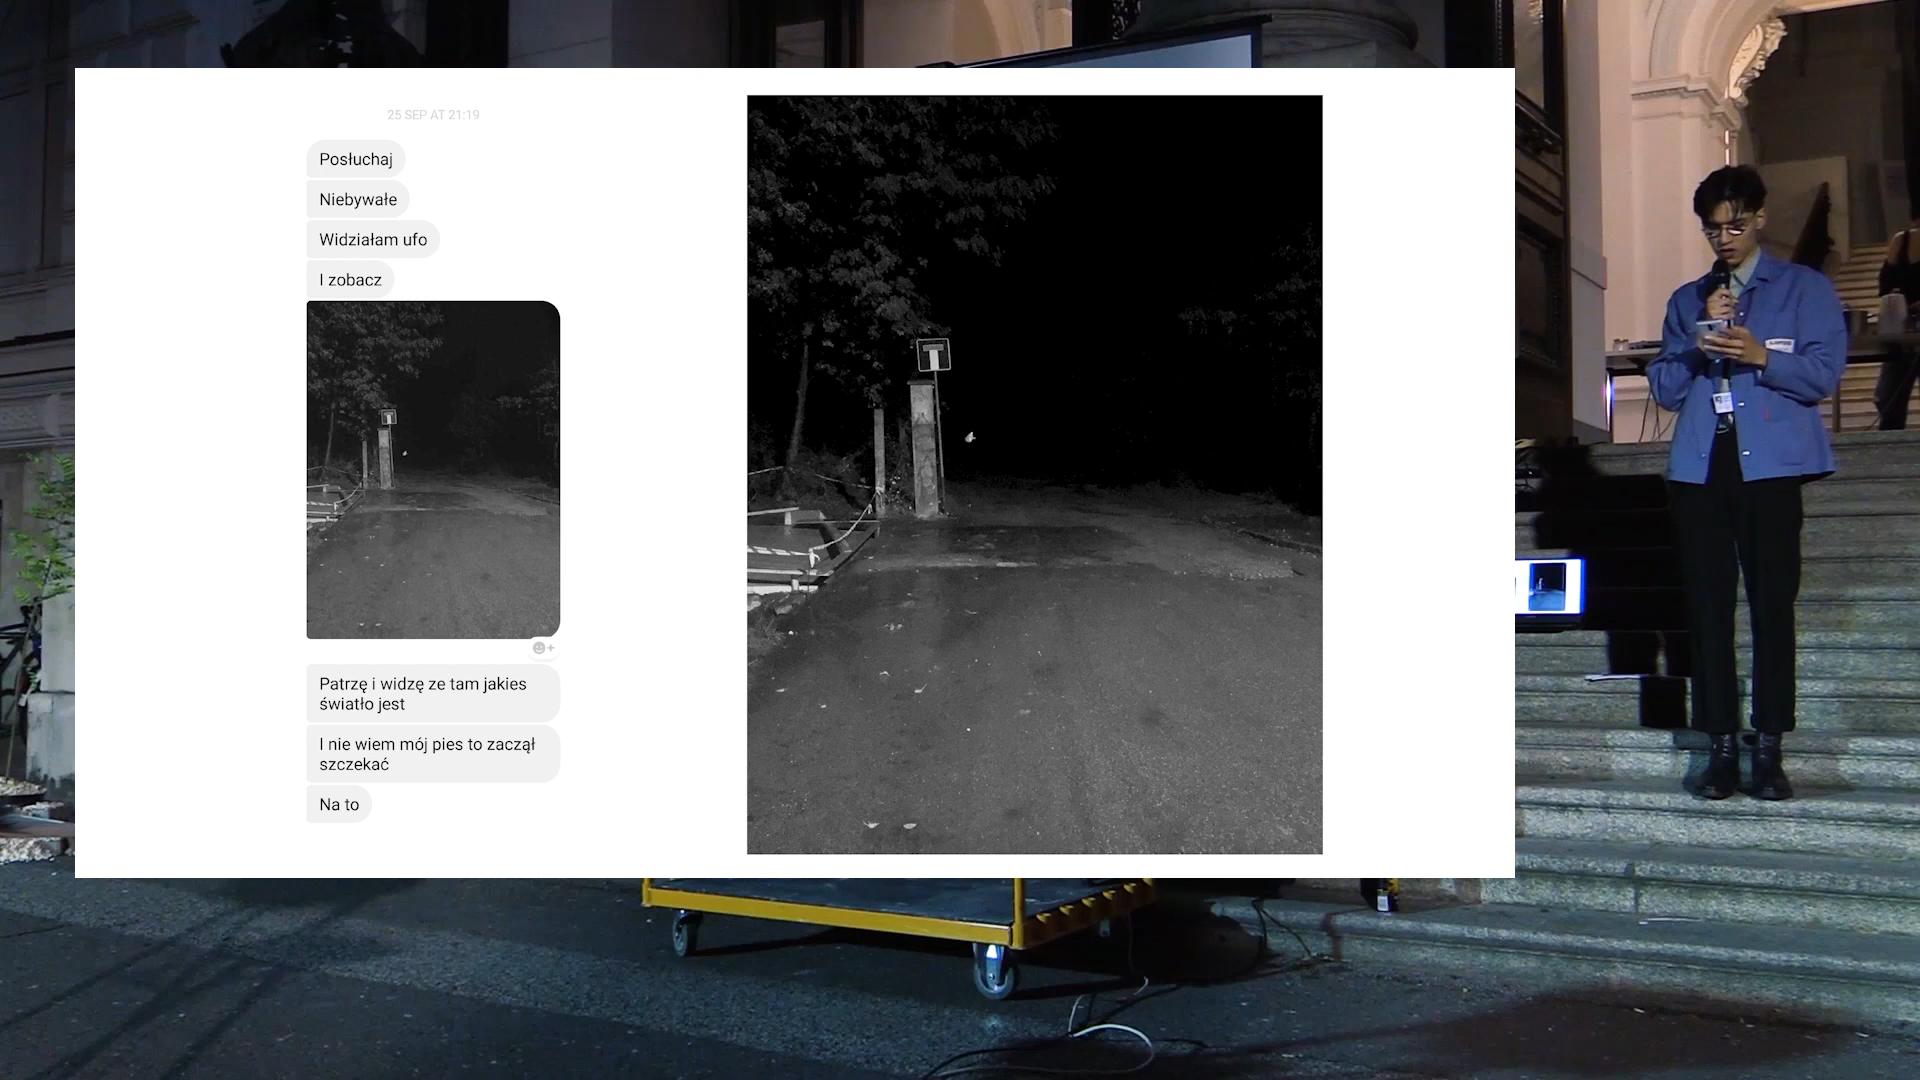 25 SEP AT 21:19
Posłuchaj
Niebywałe
Widziałam ufo
I zobacz
Patrzę i widzę ze tam jakies
światło jest
I nie wiem mój pies to zaczął
szczekać
Na to